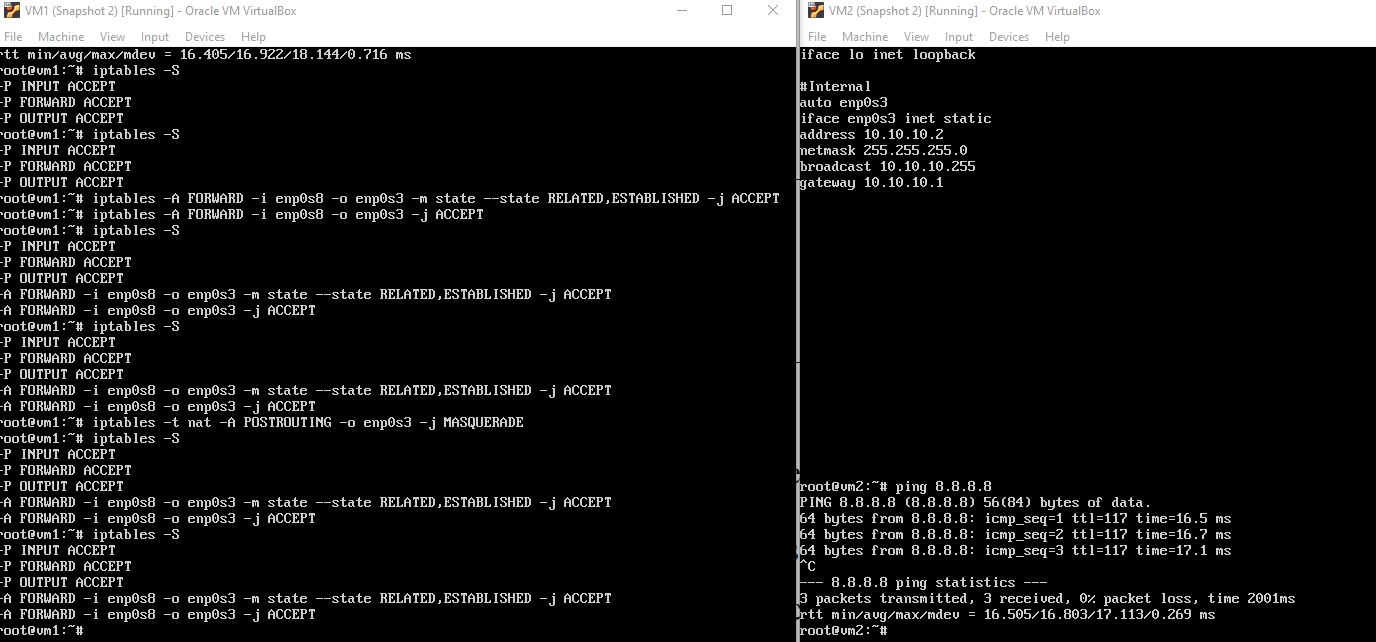 VM1 (Snapshot 2) [Running] - Oracle VM VirtualBox
File Machine View Input Devices Help
rtt min/avg/max/mdev = 16.405/16.922/18.144/0.716 ms
root@vm1:~# iptables -S
-P INPUT ACCEPT
-P FORWARD ACCEPT
-P OUTPUT ACCEPT
root@vm1:~# iptables -S
-P INPUT ACCEPT
-P FORWARD ACCEPT
-P OUTPUT ACCEPT
root@vm1:~# iptables -A FORWARD -i enp0s8 -o enp0s3 -m state --state RELATED,ESTABLISHED -j ACCEPT
root@vm1:~# iptables -A FORWARD -i enp0s8 -o enp0s3 -j ACCEPT
root@vm1:~# iptables -S
-P INPUT ACCEPT
-P FORWARD ACCEPT
-P OUTPUT ACCEPT
-A FORWARD -i enp0s8 -o enp0s3 -m state --state RELATED,ESTABLISHED -j ACCEPT
-A FORWARD -i enp0s8 -o enp0s3 -j ACCEPT
root@vm1:~# iptables -S
-P INPUT ACCEPT
-P FORWARD ACCEPT
-P OUTPUT ACCEPT
-A FORWARD -i enp0s8 -o enp0s3 -m state --state RELATED,ESTABLISHED -j ACCEPT
-A FORWARD -i enp0s8 -o enp0s3 -j ACCEPT
root@vm1:~# iptables -t nat -A POSTROUTING -o enp0s3 -j MASQUERADE
root@vm1:~# iptables -S
-P INPUT ACCEPT
-P FORWARD ACCEPT
-P OUTPUT ACCEPT
-A FORWARD -i enp0s8 -o enp0s3 -m state --state RELATED,ESTABLISHED -j ACCEPT
-A FORWARD -i enp0s8 -o enp0s3 -j ACCEPT
root@vm1:~# iptables -S
-P INPUT ACCEPT
-P FORWARD ACCEPT
-P OUTPUT ACCEPT
-A FORWARD -i enp0s8 -o enp0s3 -m state --state RELATED,ESTABLISHED -j ACCEPT
-A FORWARD -i enp0s8 -o enp0s3 -j ACCEPT
root@vm1:~#
VM2 (Snapshot 2) [Running] - Oracle VM VirtualBox
File Machine View Input Devices Help
iface lo inet loopback
#Internal
auto enp0s3
iface enp0s3 inet static
address 10.10.10.2
netmask 255.255.255.0
broadcast 10.10.10.255
gateway 10.10.10.1
root@vm2:~# ping 8.8.8.8
PING 8.8.8.8 (8.8.8.8) 56(84) bytes of data.
64 bytes from 8.8.8.8: icmp_seq=1 ttl=117 time=16.5 ms
64 bytes from 8.8.8.8: icmp_seq=2 ttl=117 time=16.7 ms
64 bytes from 8.8.8.8: icmp_seq=3 ttl=117 time=17.1 ms
^C
--- 8.8.8.8 ping statistics ---
3 packets transmitted, 3 received, 0% packet loss, time 2001ms
rtt min/avg/max/mdev = 16.505/16.803/17.113/0.269 ms
root@vm2:~#